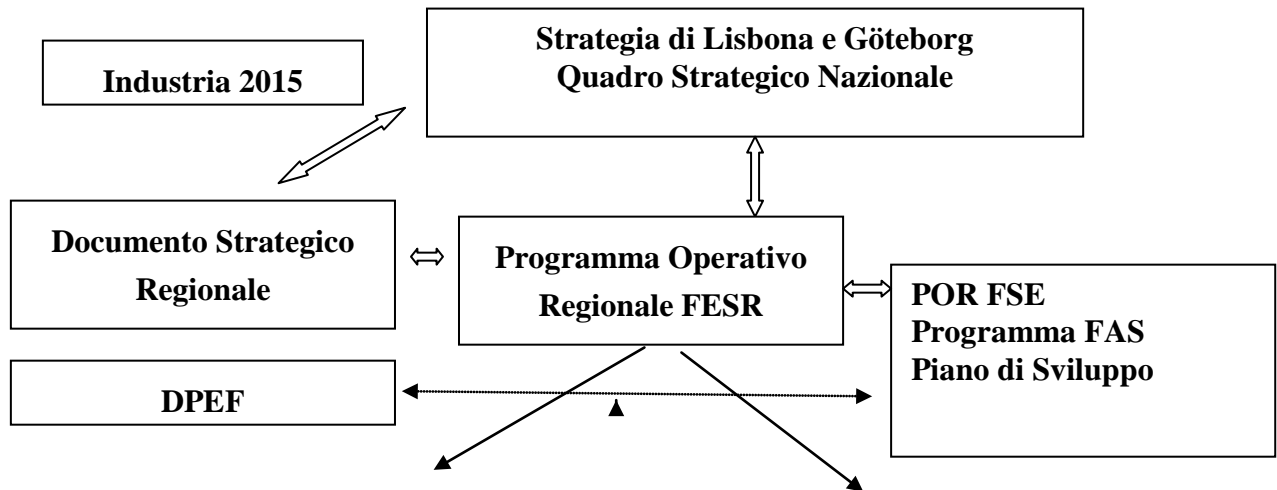 Industria 2015
Strategia di Lisbona e Göteborg
Quadro Strategico Nazionale
Documento Strategico
Regionale
Programma Operativo
Regionale FESR
POR FSE
Programma FAS
Piano di Sviluppo
DPEF